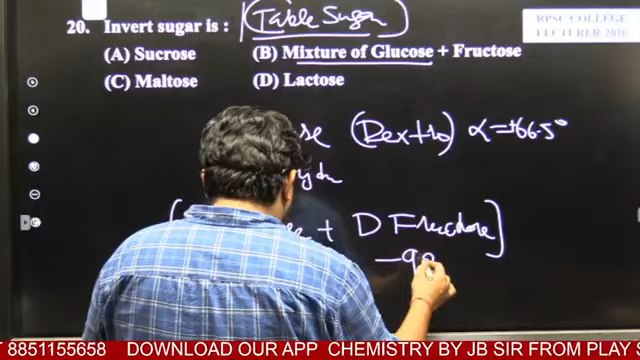 20. Invert sugar is : (Table Sugar)
RPSC COLLEGE
LECTURER-2016
(A) Sucrose (B) Mixture of Glucose + Fructose
(C) Maltose (D) Lactose
(Dextro) α = +66.5°
+ D Fructose]
8851155658 DOWNLOAD OUR APP CHEMISTRY BY JB SIR FROM PLAY